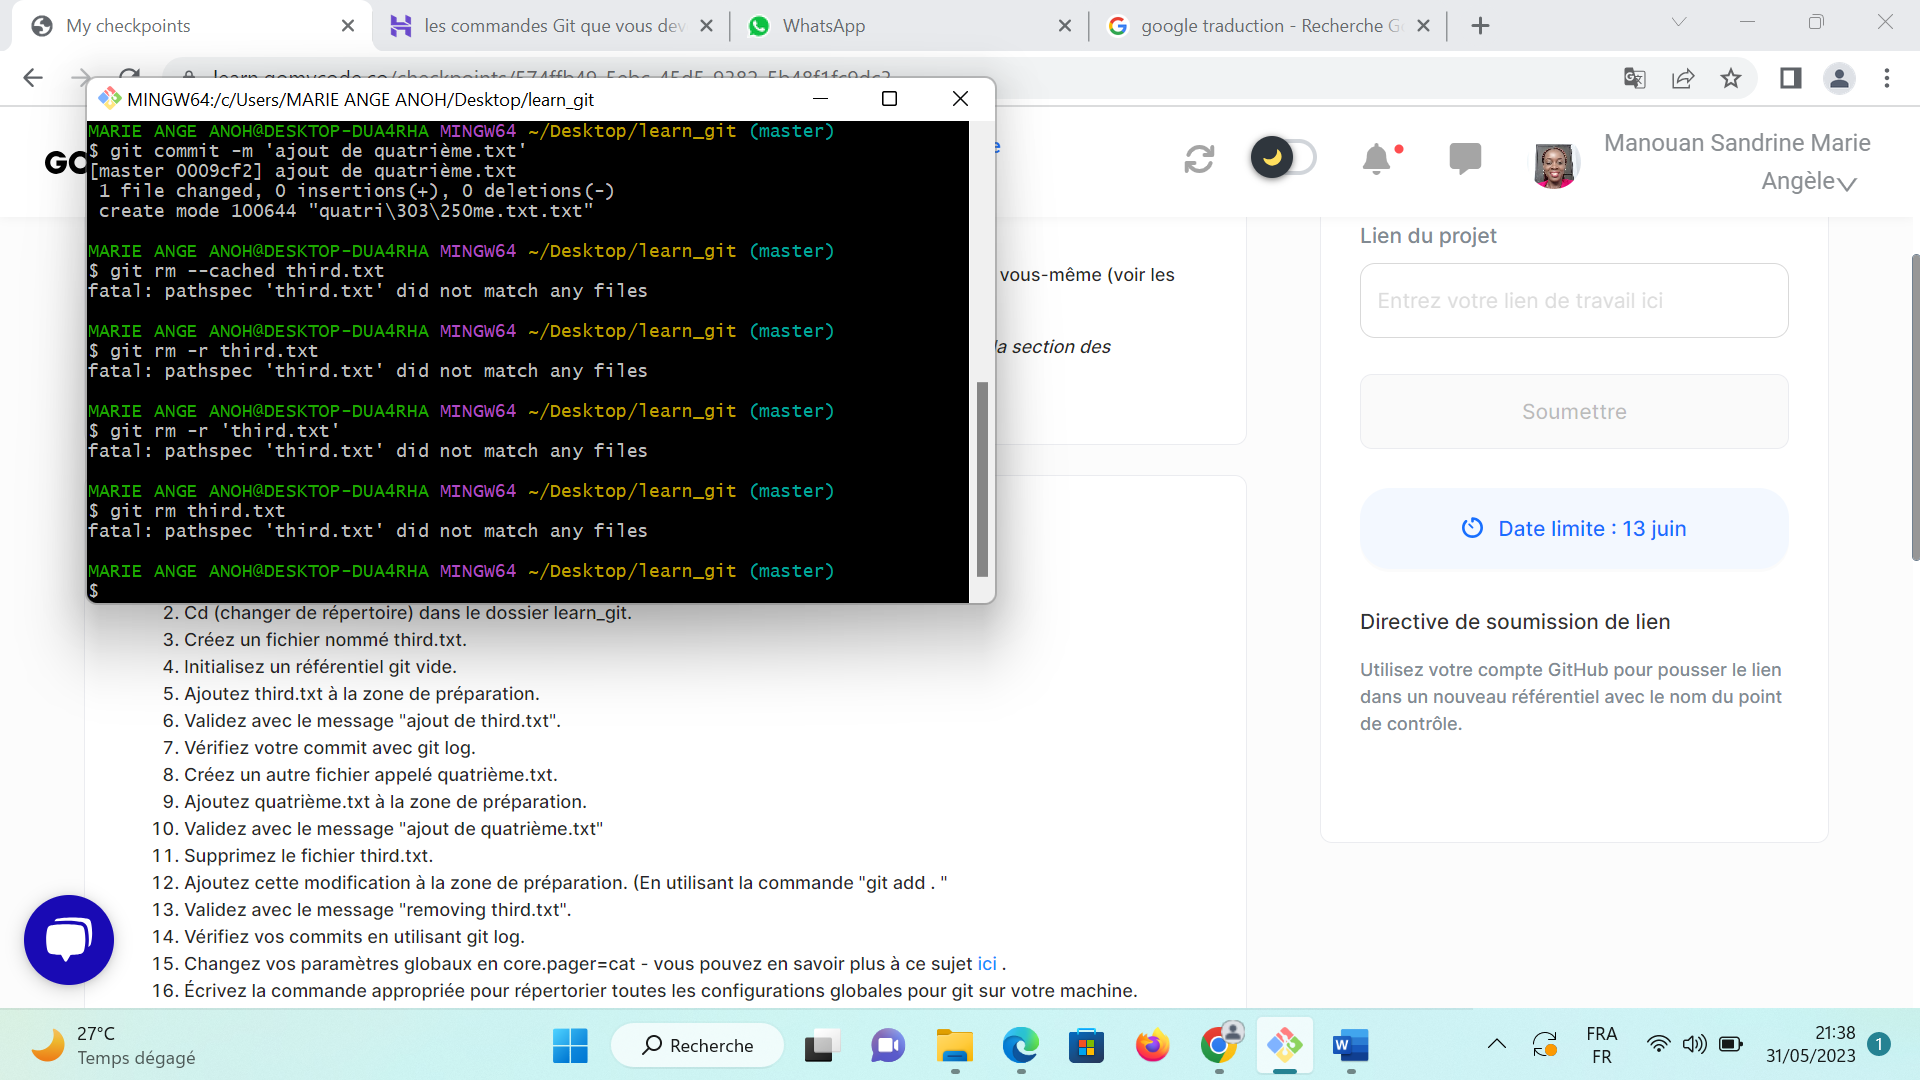 My checkpoints
les commandes Git que vous dev
WhatsApp
google traduction - Recherche G
MINGW64:/c/Users/MARIE ANGE ANOH/Desktop/learn_git
MARIE ANGE ANOH@DESKTOP-DUA4RHA MINGW64 ~/Desktop/learn_git (master)
$ git commit -m 'ajout de quatrième.txt'
[master 0009cf2] ajout de quatrième.txt
1 file changed, 0 insertions(+), 0 deletions(-)
create mode 100644 "quatri\303\250me.txt.txt"
MARIE ANGE ANOH@DESKTOP-DUA4RHA MINGW64 ~/Desktop/learn_git (master)
$ git rm --cached third.txt
fatal: pathspec 'third.txt' did not match any files
MARIE ANGE ANOH@DESKTOP-DUA4RHA MINGW64 ~/Desktop/learn_git (master)
$ git rm -r third.txt
fatal: pathspec 'third.txt' did not match any files
MARIE ANGE ANOH@DESKTOP-DUA4RHA MINGW64 ~/Desktop/learn_git (master)
$ git rm -r 'third.txt'
fatal: pathspec 'third.txt' did not match any files
MARIE ANGE ANOH@DESKTOP-DUA4RHA MINGW64 ~/Desktop/learn_git (master)
$ git rm third.txt
fatal: pathspec 'third.txt' did not match any files
MARIE ANGE ANOH@DESKTOP-DUA4RHA MINGW64 ~/Desktop/learn_git (master)
$
GO
Manouan Sandrine Marie
Angèle
vous-même (voir les
la section des
2. Cd (changer de répertoire) dans le dossier learn_git.
3. Créez un fichier nommé third.txt.
4. Initialisez un référentiel git vide.
5. Ajoutez third.txt à la zone de préparation.
6. Validez avec le message "ajout de third.txt".
7. Vérifiez votre commit avec git log.
8. Créez un autre fichier appelé quatrième.txt.
9. Ajoutez quatrième.txt à la zone de préparation.
10. Validez avec le message "ajout de quatrième.txt"
11. Supprimez le fichier third.txt.
12. Ajoutez cette modification à la zone de préparation. (En utilisant la commande "git add . "
13. Validez avec le message "removing third.txt".
14. Vérifiez vos commits en utilisant git log.
15. Changez vos paramètres globaux en core.pager=cat - vous pouvez en savoir plus à ce sujet ici .
16. Écrivez la commande appropriée pour répertorier toutes les configurations globales pour git sur votre machine.
Lien du projet
Entrez votre lien de travail ici
Soumettre
Date limite : 13 juin
Directive de soumission de lien
Utilisez votre compte GitHub pour pousser le lien
dans un nouveau référentiel avec le nom du point
de contrôle.
27°C
Temps dégagé
Recherche
FRA
FR
21:38
31/05/2023
1